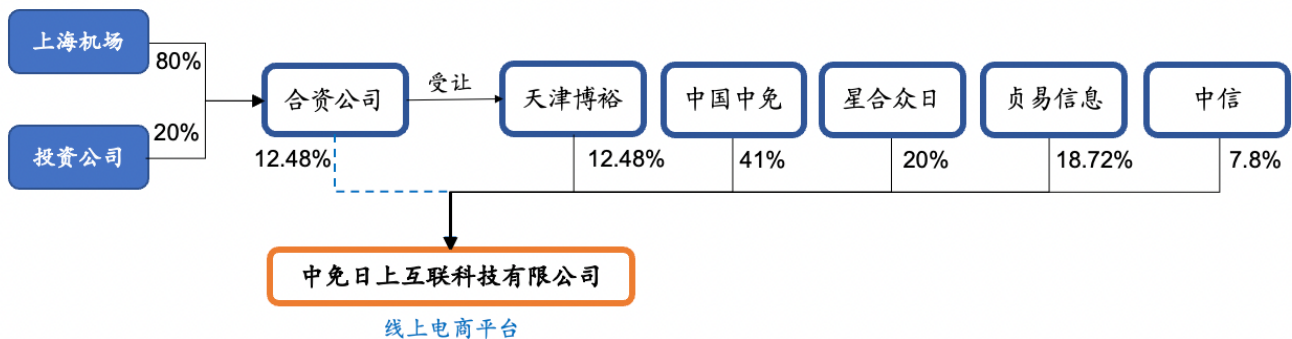 上海机场
80%
投资公司
20%
合资公司
12.48%
受让
天津博裕
12.48%
中国中免
41%
星合众日
20%
贞易信息
18.72%
中信
7.8%
中免日上互联科技有限公司
线上电商平台